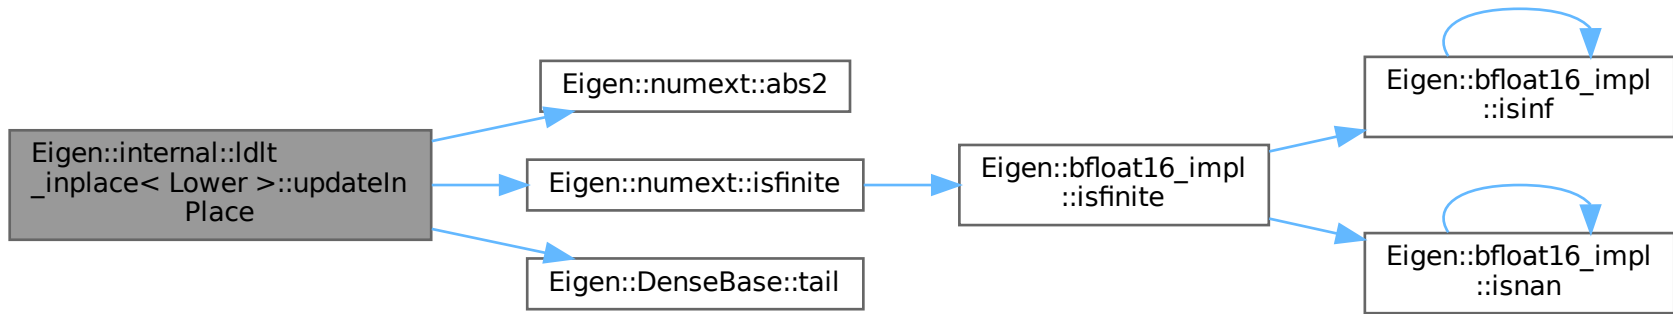 Eigen::internal::ldlt
_inplace< Lower >::updateIn
Place
Eigen::numext::abs2
Eigen::numext::isfinite
Eigen::DenseBase::tail
Eigen::bfloat16_impl
::isfinite
Eigen::bfloat16_impl
::isinf
Eigen::bfloat16_impl
::isnan